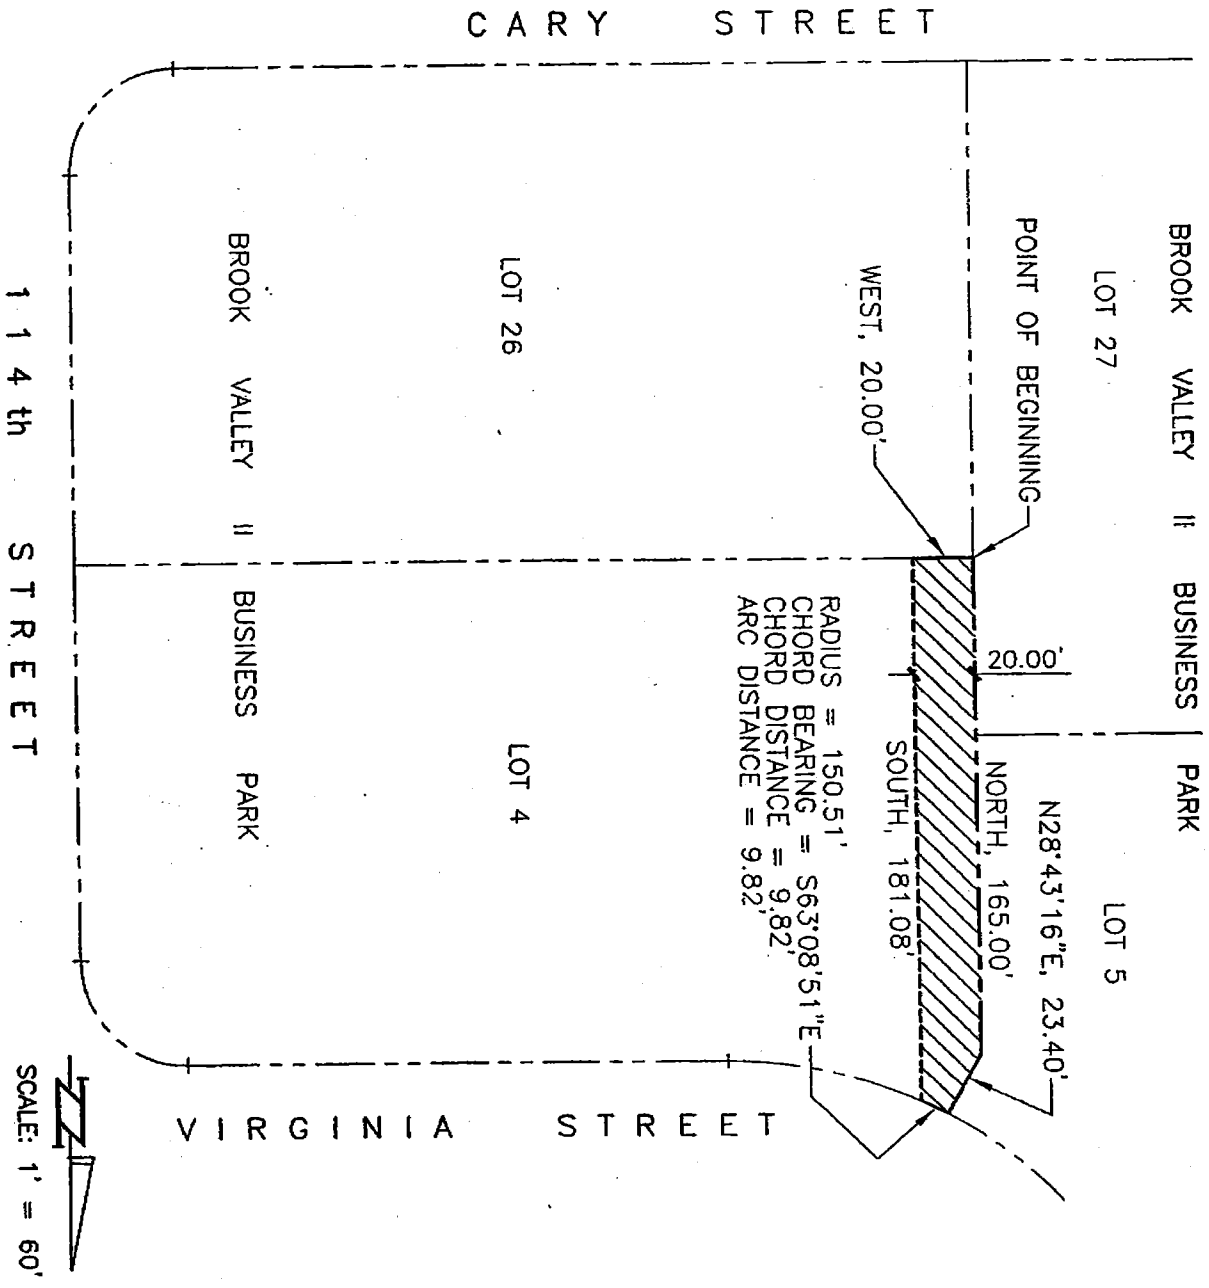 CARY STREET
BROOK VALLEY II BUSINESS PARK
LOT 27
LOT 5
POINT OF BEGINNING
20.00'
N28°43'16"E, 23.40'
NORTH, 165.00'
WEST, 20.00'
SOUTH, 181.08'
RADIUS = 150.51'
CHORD BEARING = S63°08'51"E
CHORD DISTANCE = 9.82'
ARC DISTANCE = 9.82'
LOT 26
LOT 4
BROOK VALLEY II BUSINESS PARK
114th STREET
VIRGINIA STREET
SCALE: 1' = 60'